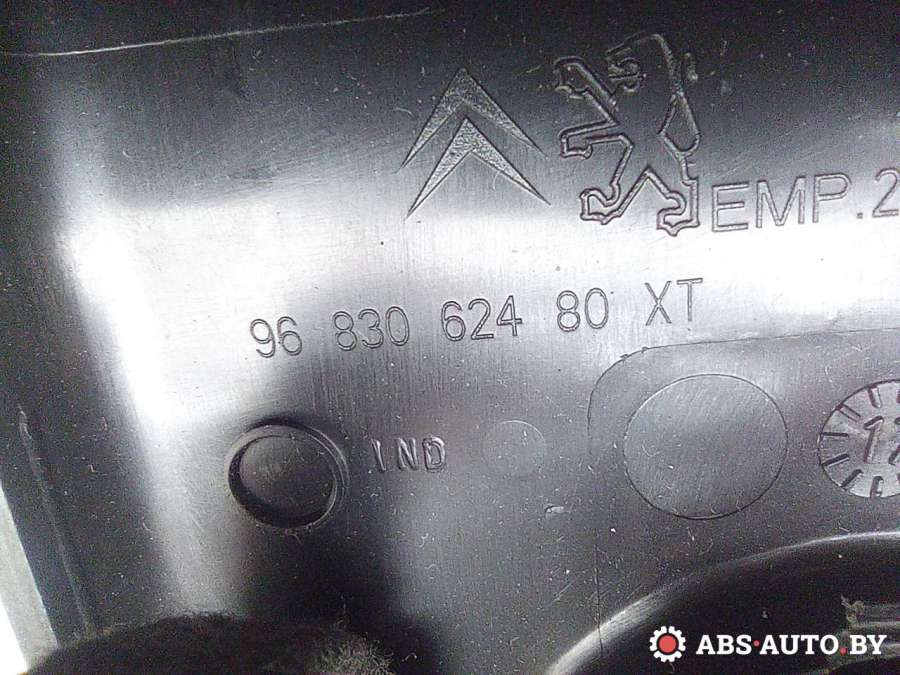 EMP.2
96 830 624 80 XT
IND
ABS-AUTO.BY